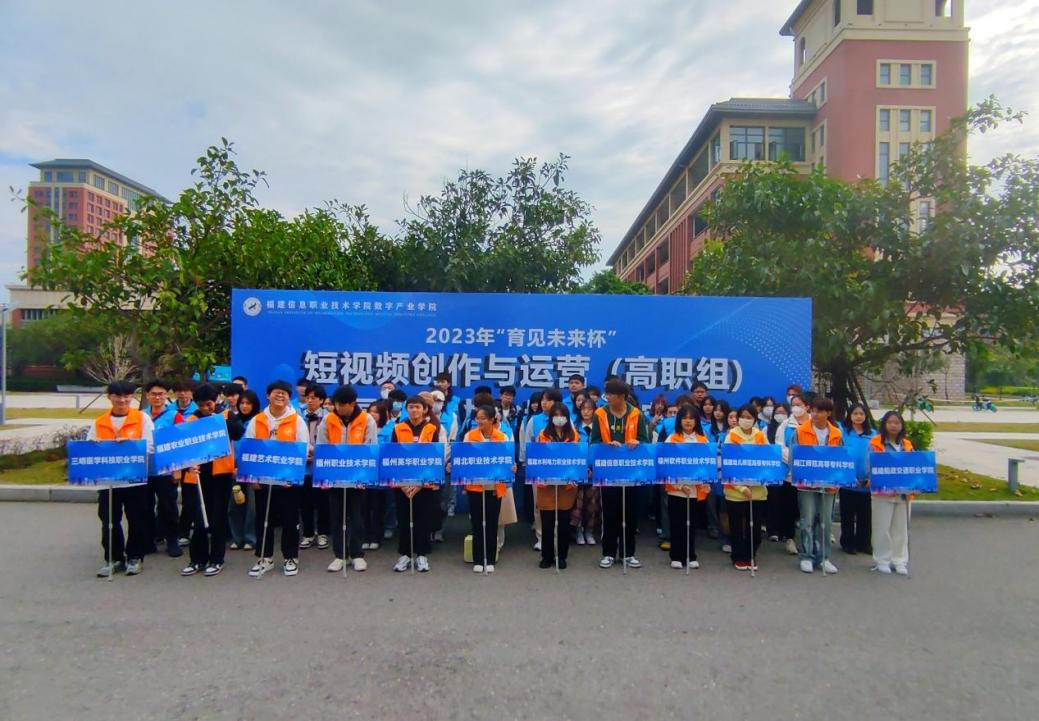 福建信息职业技术学院数字产业学院
2023年“育见未来杯”
短视频创作与运营（高职组）
三明医学科技职业学院
福建农业职业技术学院
福建艺术职业学院
福州职业技术学院
福州英华职业学院
闽北职业技术学院
福建水利电力职业技术学院
福建信息职业技术学院
福州软件职业技术学院
福建幼儿师范高等专科学校
闽江师范高等专科学校
福建船政交通职业学院